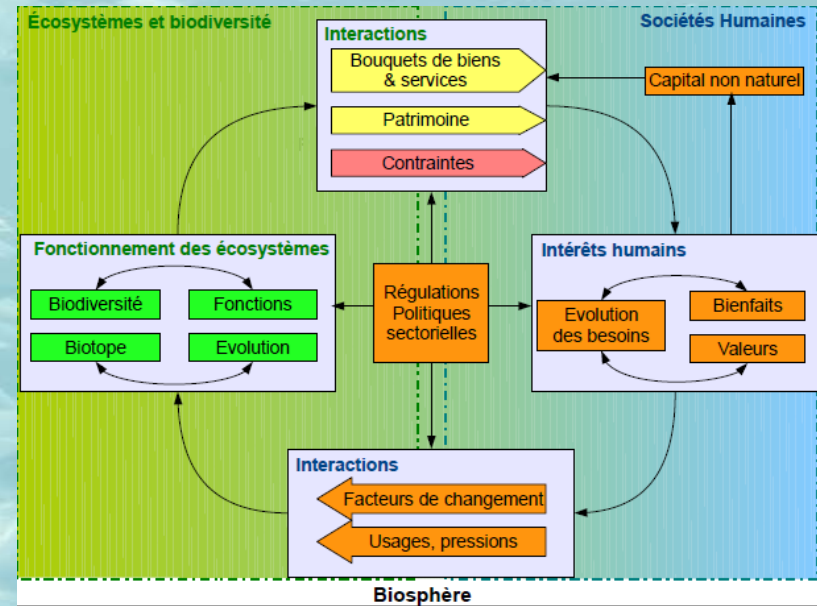 Écosystèmes et biodiversité
Sociétés Humaines
Interactions
Bouquets de biens
& services
Patrimoine
Contraintes
Capital non naturel
Fonctionnement des écosystèmes
Biodiversité
Fonctions
Biotope
Evolution
Régulations
Politiques
sectorielles
Intérêts humains
Evolution
des besoins
Bienfaits
Valeurs
Interactions
Facteurs de changement
Usages, pressions
Biosphère